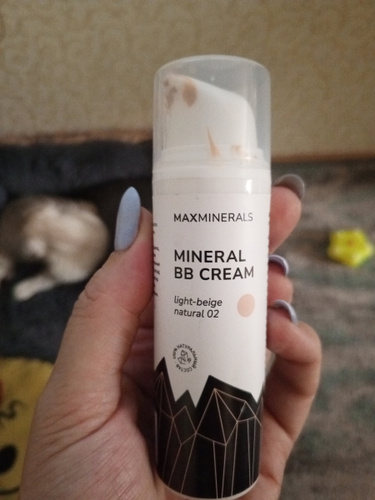 MAXMINERALS
MINERAL
BB CREAM
light-beige
natural 02